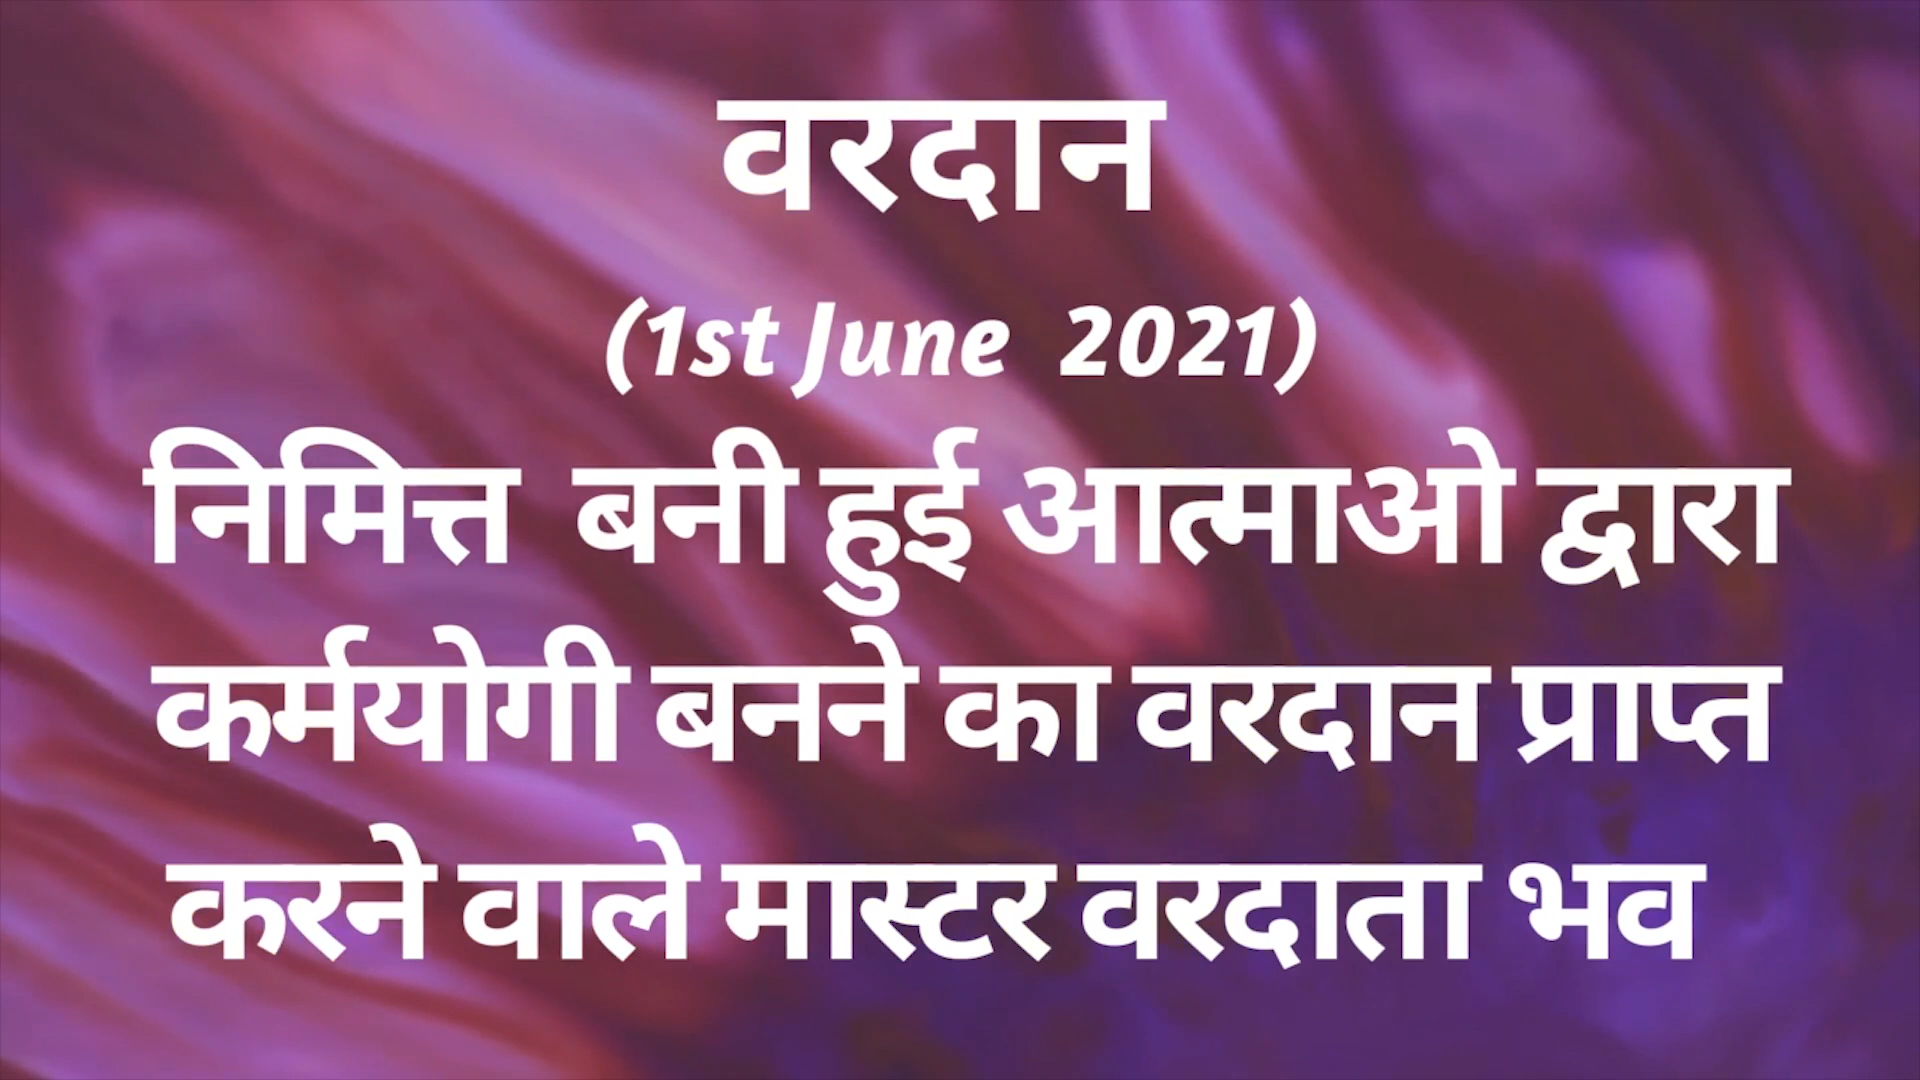 वरदान
(1st June 2021)
निमित्त बनी हुई आत्माओ द्वारा
कर्मयोगी बनने का वरदान प्राप्त
करने वाले मास्टर वरदाता भव